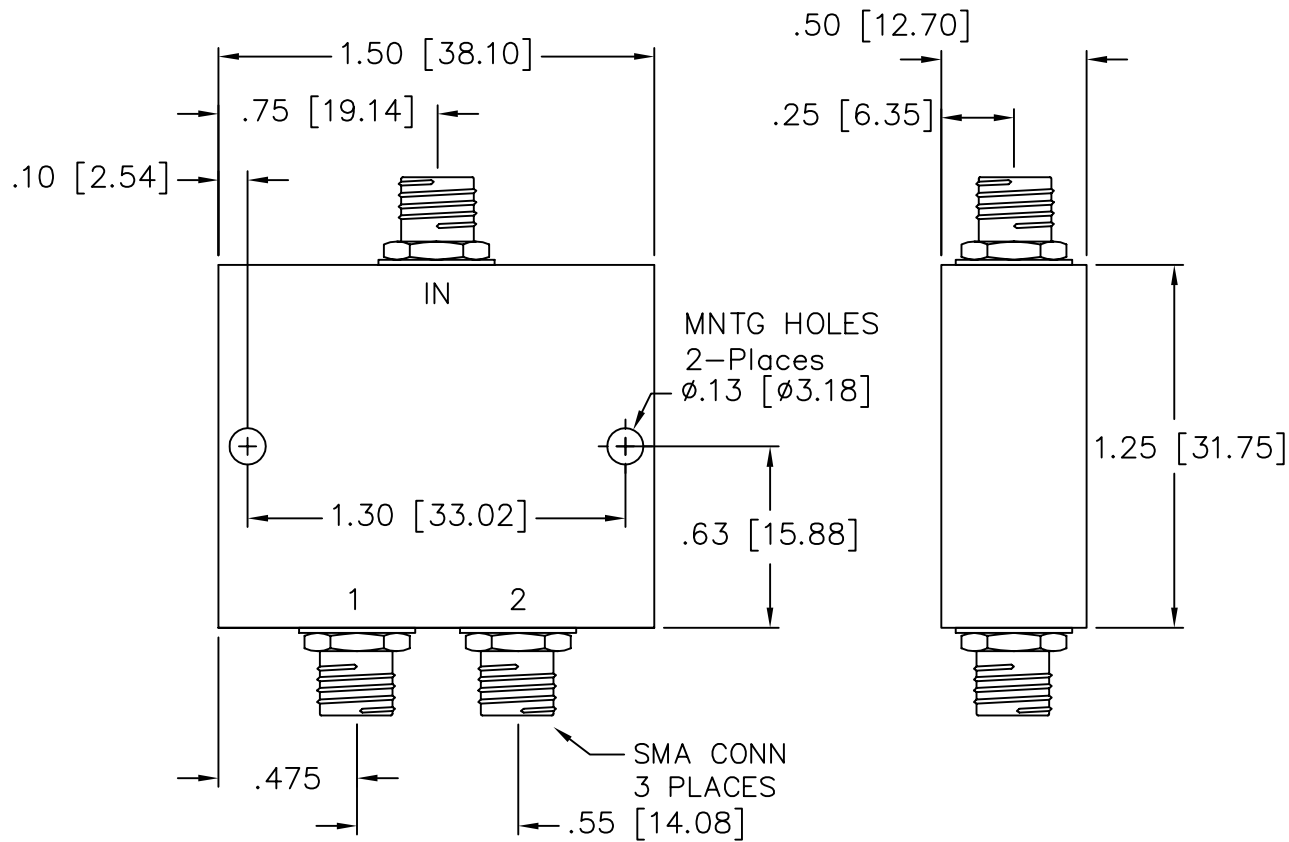 .50 [12.70]
1.50 [38.10]
.75 [19.14]
.25 [6.35]
.10 [2.54]
IN
MNTG HOLES
2-Places
ø.13 [ø3.18]
1.25 [31.75]
1.30 [33.02]
.63 [15.88]
1
2
SMA CONN
3 PLACES
.475
.55 [14.08]